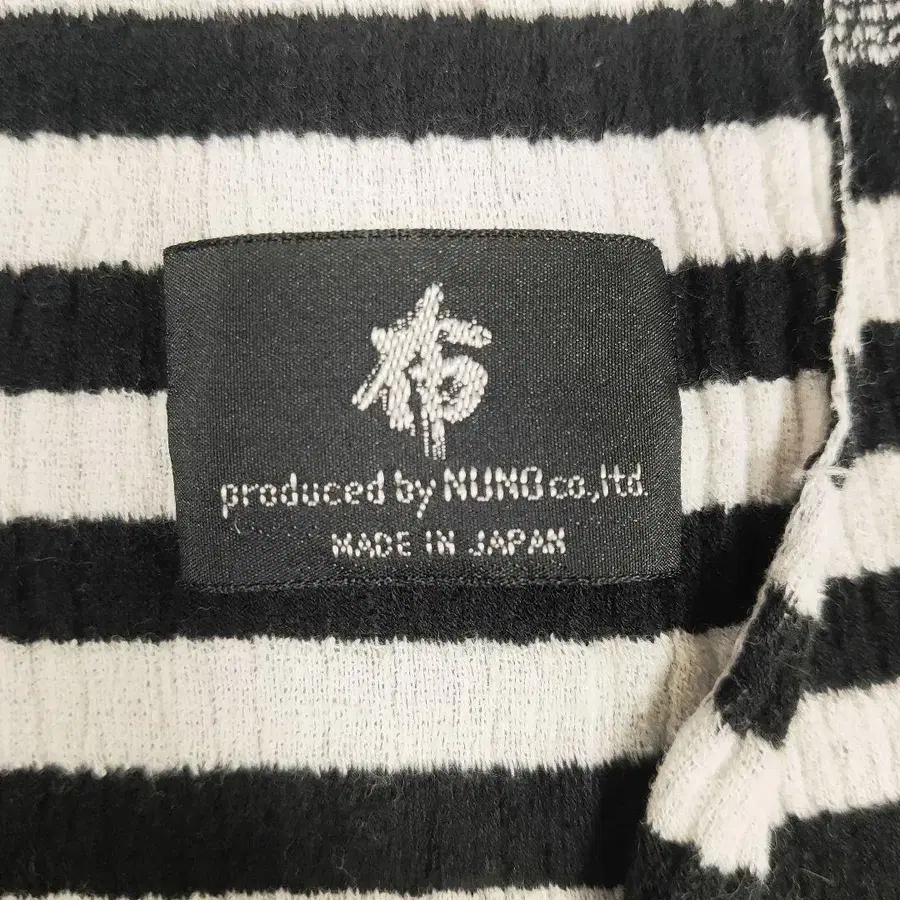 布
produced by NUNO co.,ltd.
MADE IN JAPAN